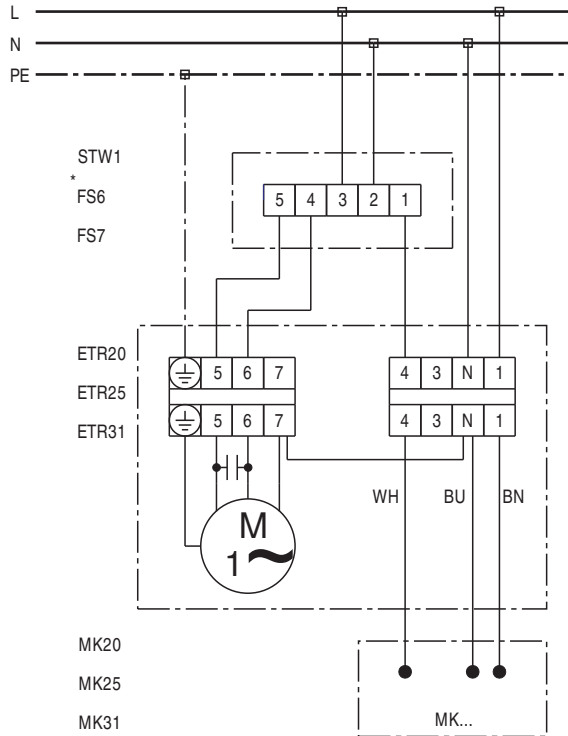 L
N
PE
STW1
*
FS6
FS7
5 4 3 2 1
ETR20
ETR25
ETR31
5 6 7 4 3 N 1
5 6 7 4 3 N 1
WH BU BN
M
1~
MK20
MK25
MK31
MK...